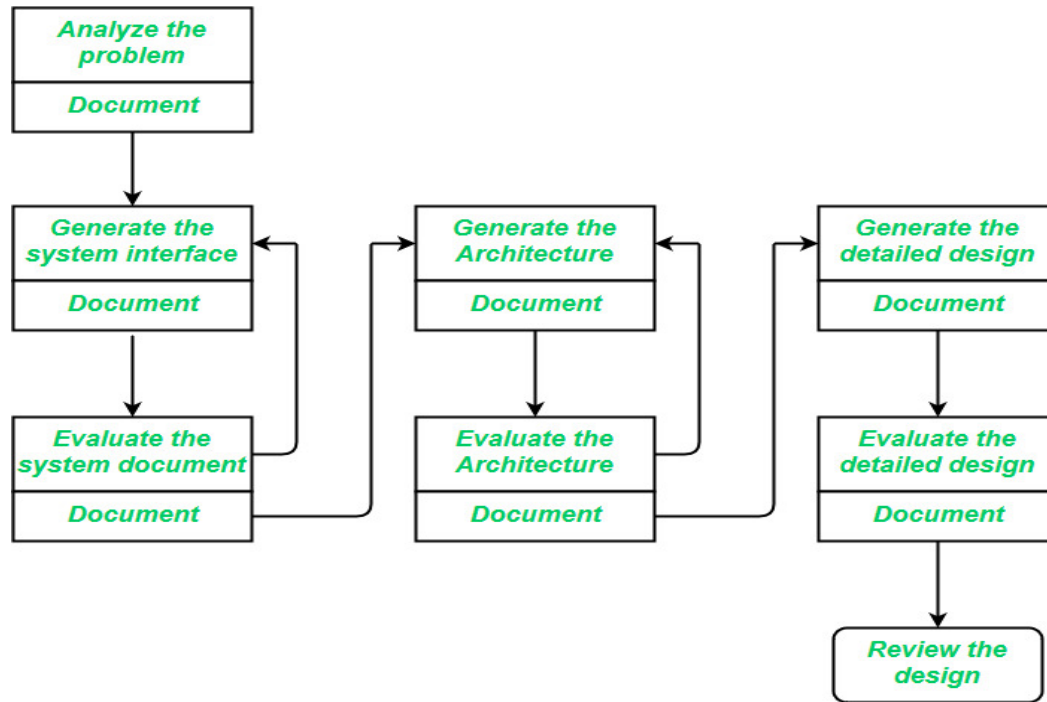 Analyze the
problem
Document
Generate the
system interface
Document
Evaluate the
system document
Document
Generate the
Architecture
Document
Evaluate the
Architecture
Document
Generate the
detailed design
Document
Evaluate the
detailed design
Document
Review the
design